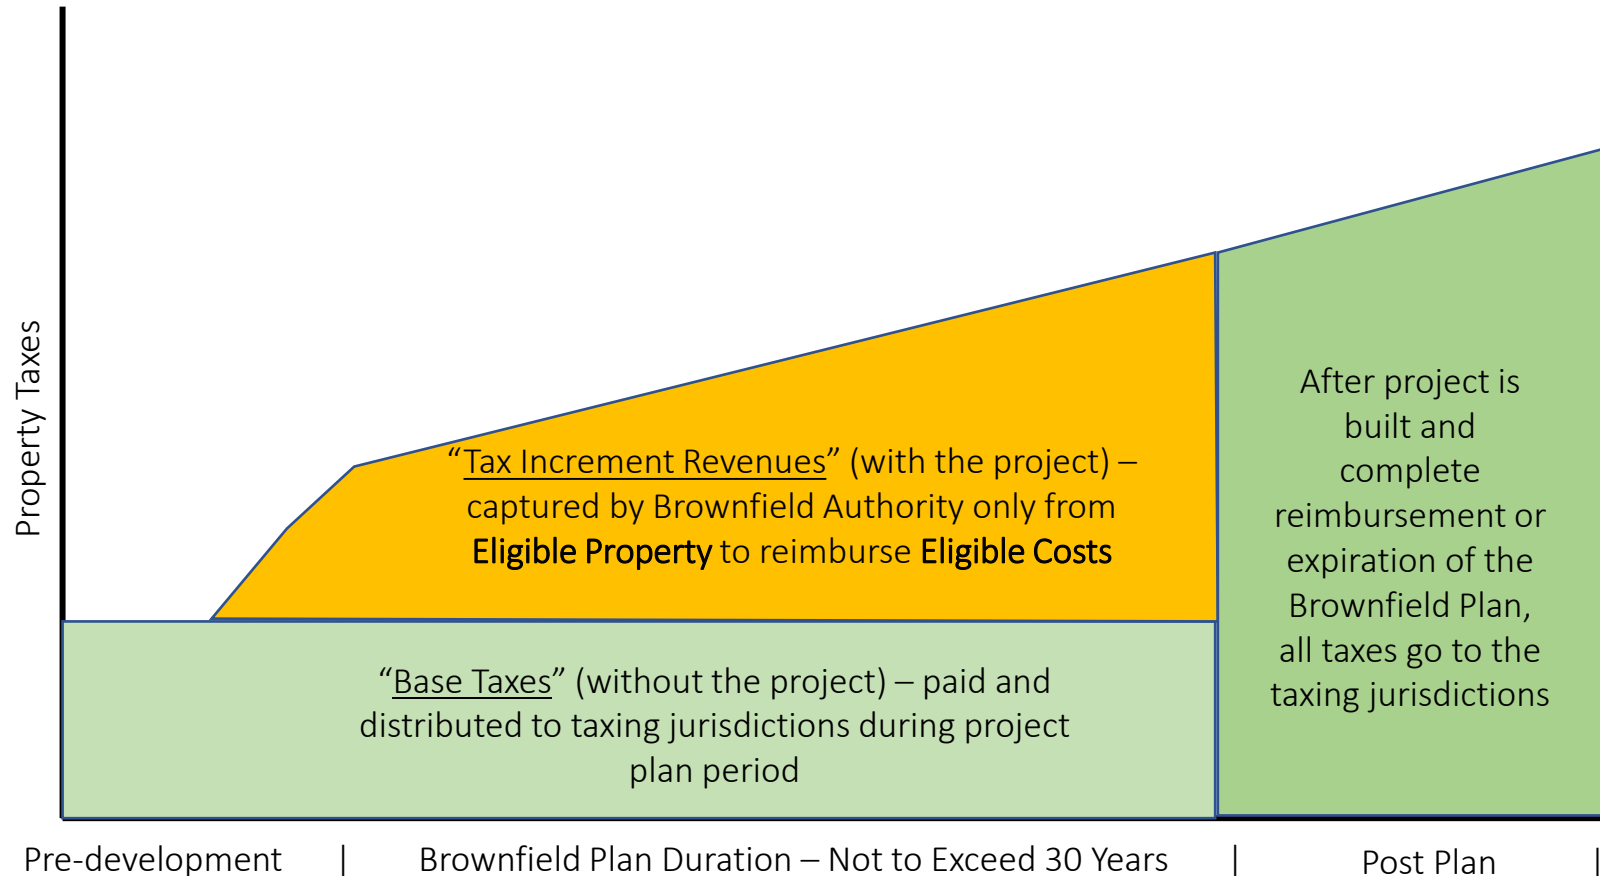 Property Taxes
“Tax Increment Revenues” (with the project) –
captured by Brownfield Authority only from
Eligible Property to reimburse Eligible Costs
“Base Taxes” (without the project) – paid and
distributed to taxing jurisdictions during project
plan period
After project is
built and
complete
reimbursement or
expiration of the
Brownfield Plan,
all taxes go to the
taxing jurisdictions
Pre-development | Brownfield Plan Duration – Not to Exceed 30 Years | Post Plan |